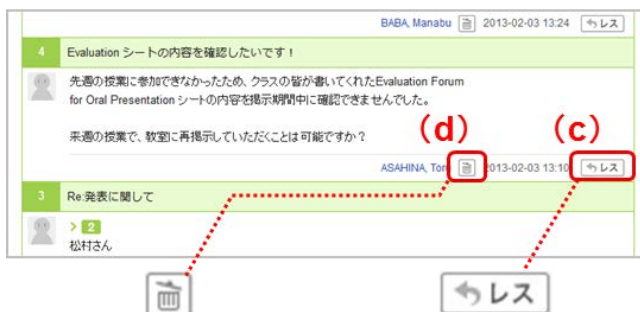 BABA, Manabu 2013-02-03 13:24 レス
4 Evaluation シートの内容を確認したいです！
先週の授業に参加できなかったため、クラスの皆が書いてくれたEvaluation Forum
for Oral Presentation シートの内容を掲示期間中に確認できませんでした。
来週の授業で、教室に再掲示していただくことは可能ですか？
(d) (c)
ASAHINA, Toru 2013-02-03 13:10 レス
3 Re:発表に関して
> 2
松村さん
レス